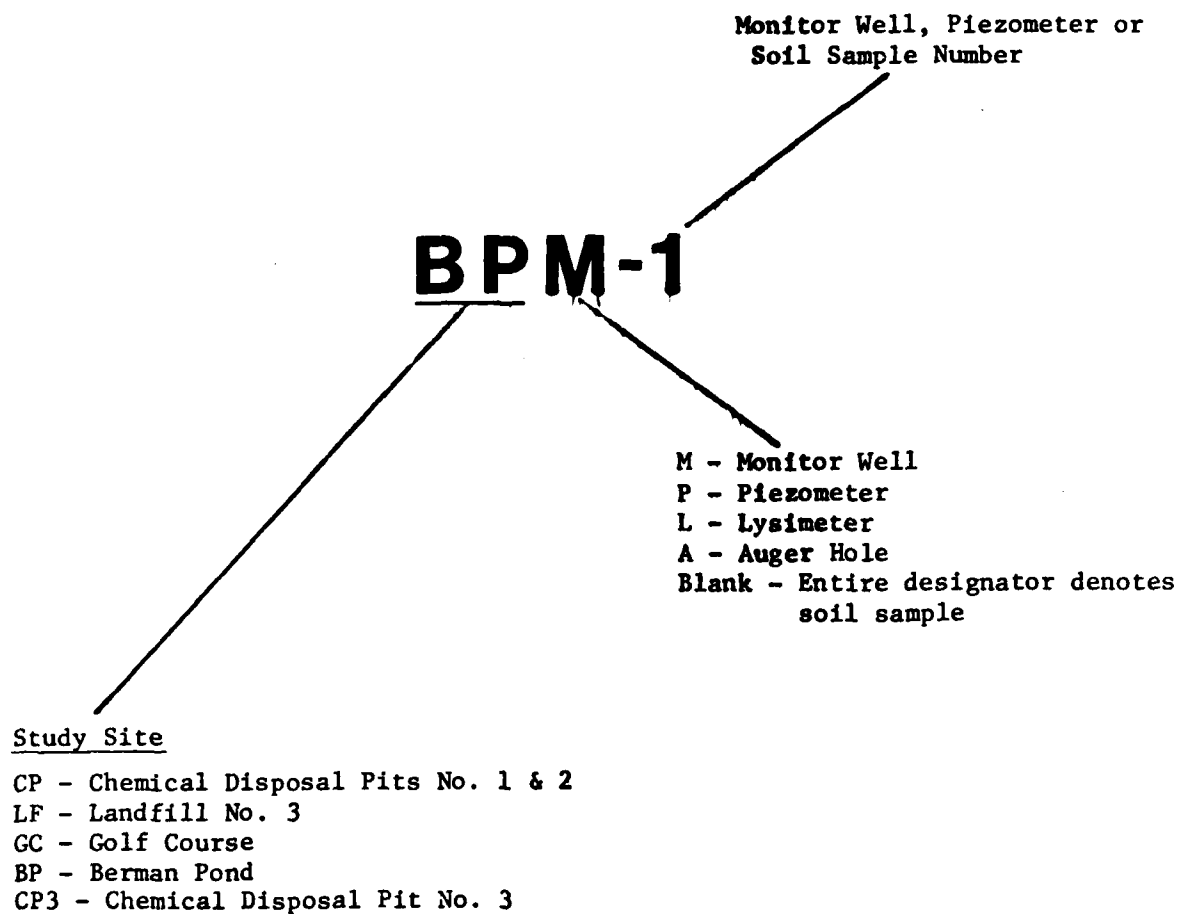 Monitor Well, Piezometer or
Soil Sample Number
BPM-1
M - Monitor Well
P - Piezometer
L - Lysimeter
A - Auger Hole
Blank - Entire designator denotes
soil sample
Study Site
CP - Chemical Disposal Pits No. 1 & 2
LF - Landfill No. 3
GC - Golf Course
BP - Berman Pond
CP3 - Chemical Disposal Pit No. 3